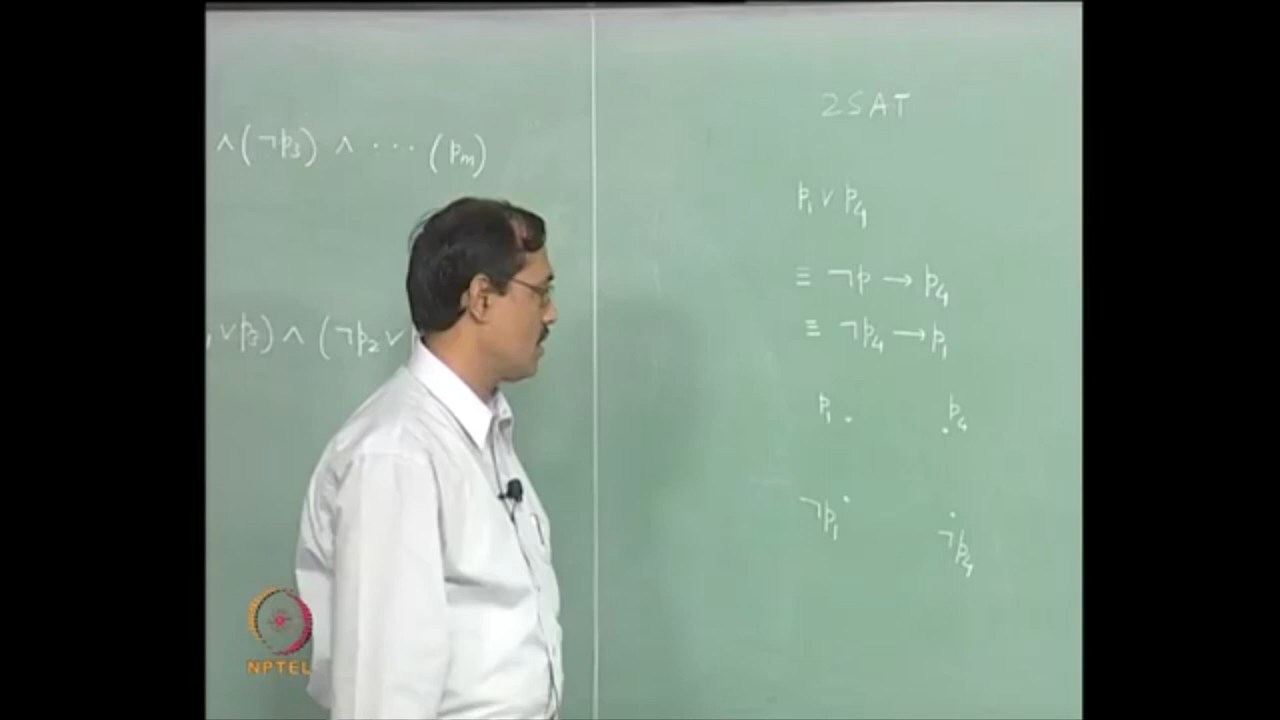 ∧(¬p₃) ∧ ··· (pₘ)
∨p₃) ∧ (¬p₂ ∨
2SAT
p₁ ∨ p₄
≡ ¬p → p₄
≡ ¬p₄ → p₁
p₁ . p₄ .
¬p₁ . ¬p₄ .
NPTEL